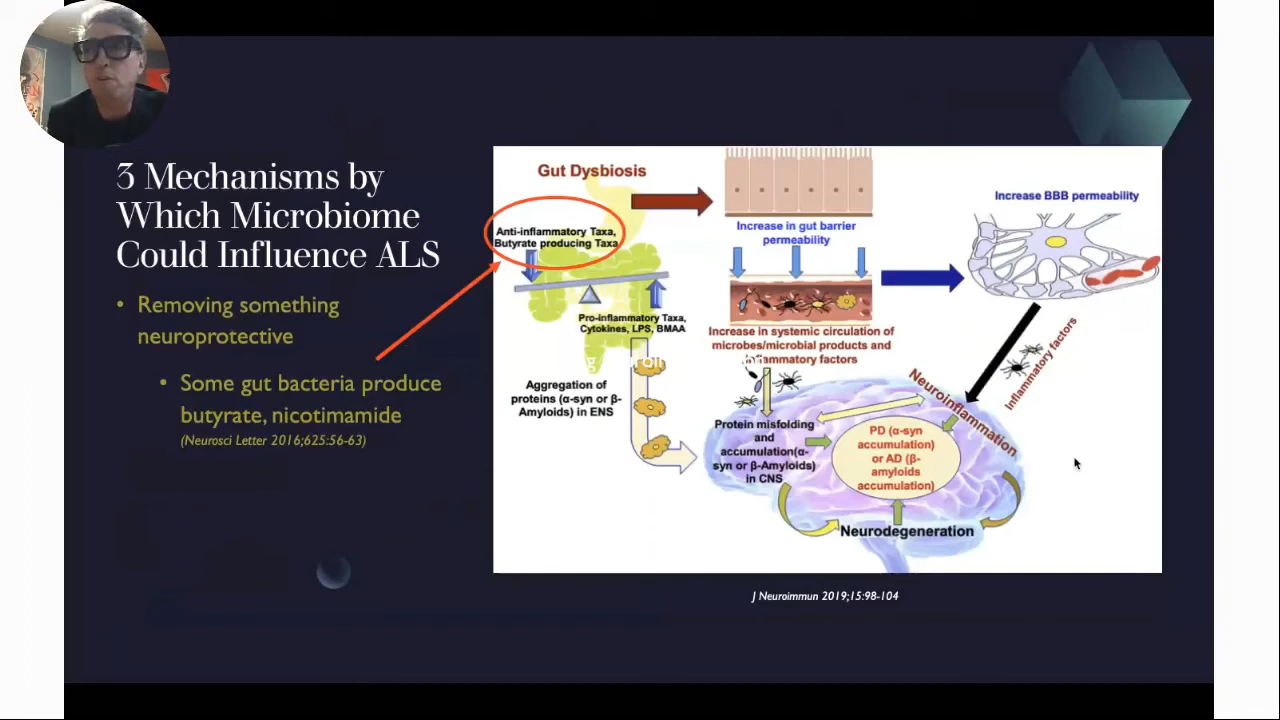 3 Mechanisms by
Which Microbiome
Could Influence ALS
• Removing something
neuroprotective
• Some gut bacteria produce
butyrate, nicotimamide
(Neurosci Letter 2016;625:56-63)
Gut Dysbiosis
Anti-inflammatory Taxa,
Butyrate producing Taxa
Pro-inflammatory Taxa,
Cytokines, LPS, BMAA
Aggregation of
proteins (α-syn or β-
Amyloids) in ENS
Increase in gut barrier
permeability
Increase in systemic circulation of
microbes/microbial products and
inflammatory factors
Increase BBB permeability
Inflammatory factors
Neuroinflammation
Protein misfolding
and
accumulation(α-
syn or β-Amyloids)
in CNS
PD (α-syn
accumulation)
or AD (β-
amyloids
accumulation)
Neurodegeneration
J Neuroimmun 2019;15:98-104